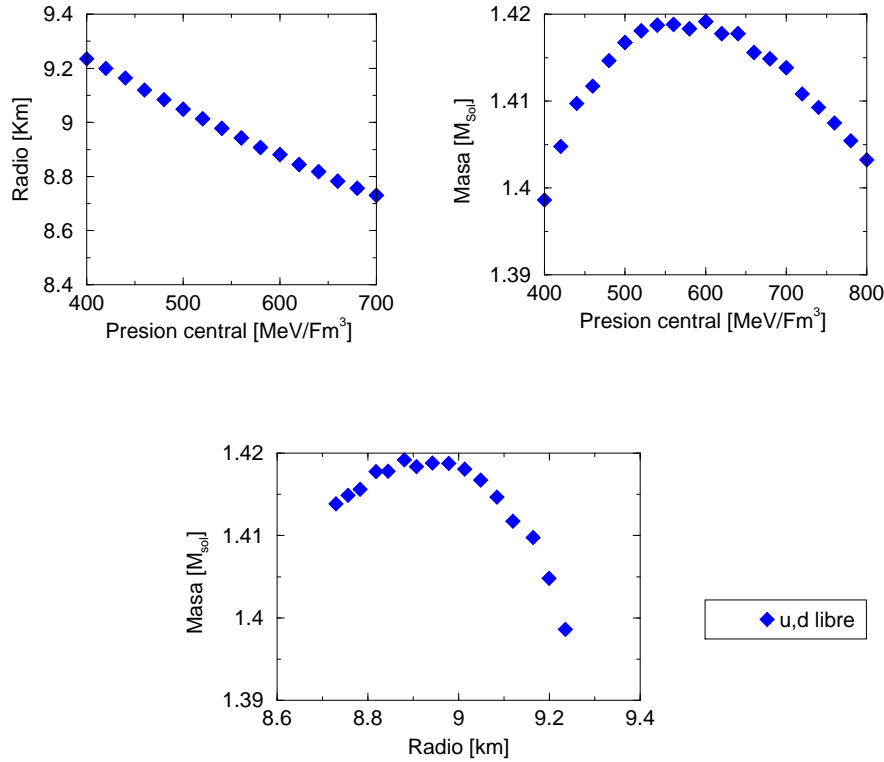 9.4
9.2
9
8.8
8.6
8.4
Radio [Km]
400 500 600 700
Presion central [MeV/Fm³]
1.42
1.41
1.4
1.39
Masa [M_Sol]
400 500 600 700 800
Presion central [MeV/Fm³]
1.42
1.41
1.4
1.39
Masa [M_sol]
8.6 8.8 9 9.2 9.4
Radio [km]
u,d libre